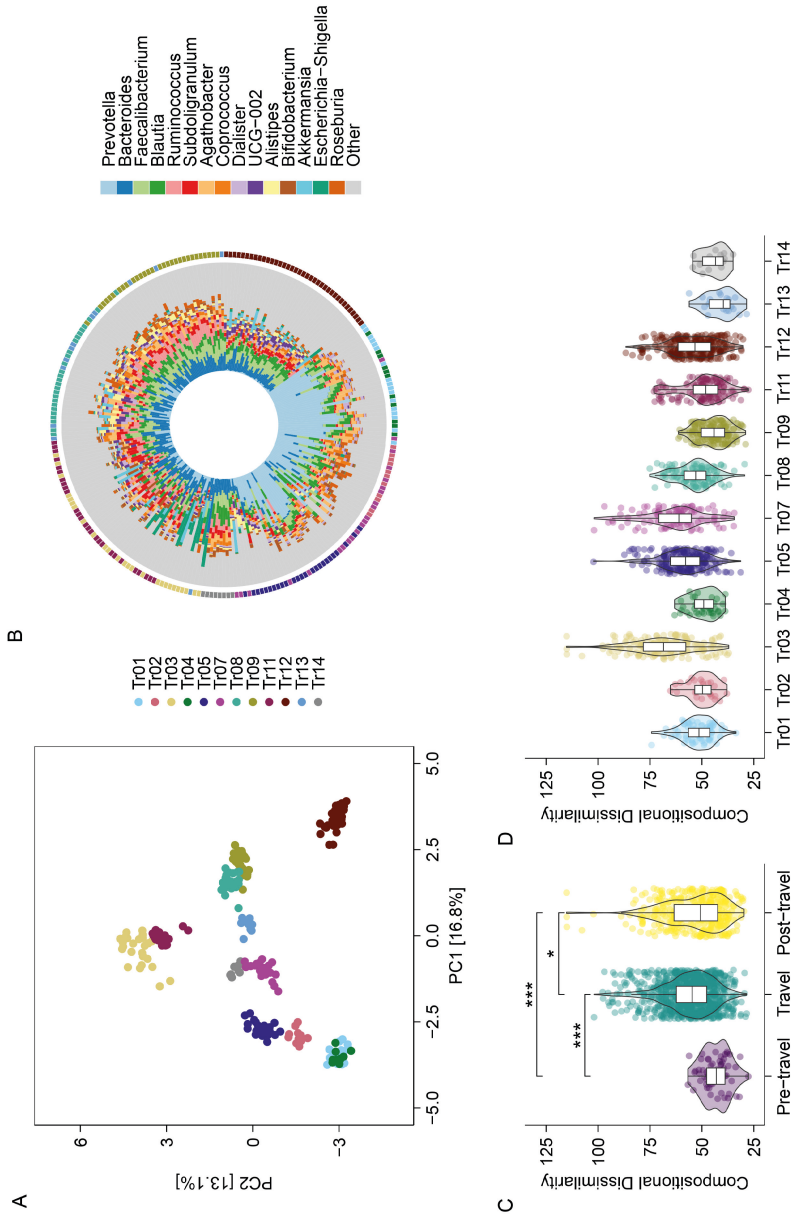 A
PC2 [13.1%]
6
3
0
−3
−5.0
−2.5
0.0
2.5
5.0
PC1 [16.8%]
Tr01
Tr02
Tr03
Tr04
Tr05
Tr07
Tr08
Tr09
Tr11
Tr12
Tr13
Tr14
B
Prevotella
Bacteroides
Faecalibacterium
Blautia
Ruminococcus
Subdoligranulum
Agathobacter
Coprococcus
Dialister
UCG−002
Alistipes
Bifidobacterium
Akkermansia
Escherichia−Shigella
Roseburia
Other
C
Compositional Dissimilarity
125
100
75
50
25
***
***
*
Pre-travel
Travel
Post-travel
D
Compositional Dissimilarity
125
100
75
50
25
Tr01
Tr02
Tr03
Tr04
Tr05
Tr07
Tr08
Tr09
Tr11
Tr12
Tr13
Tr14